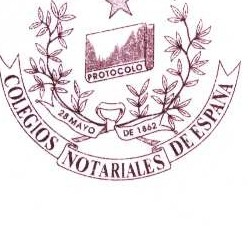 PROTOCOLO
28 MAYO DE 1862
COLEGIOS NOTARIALES DE ESPAÑA